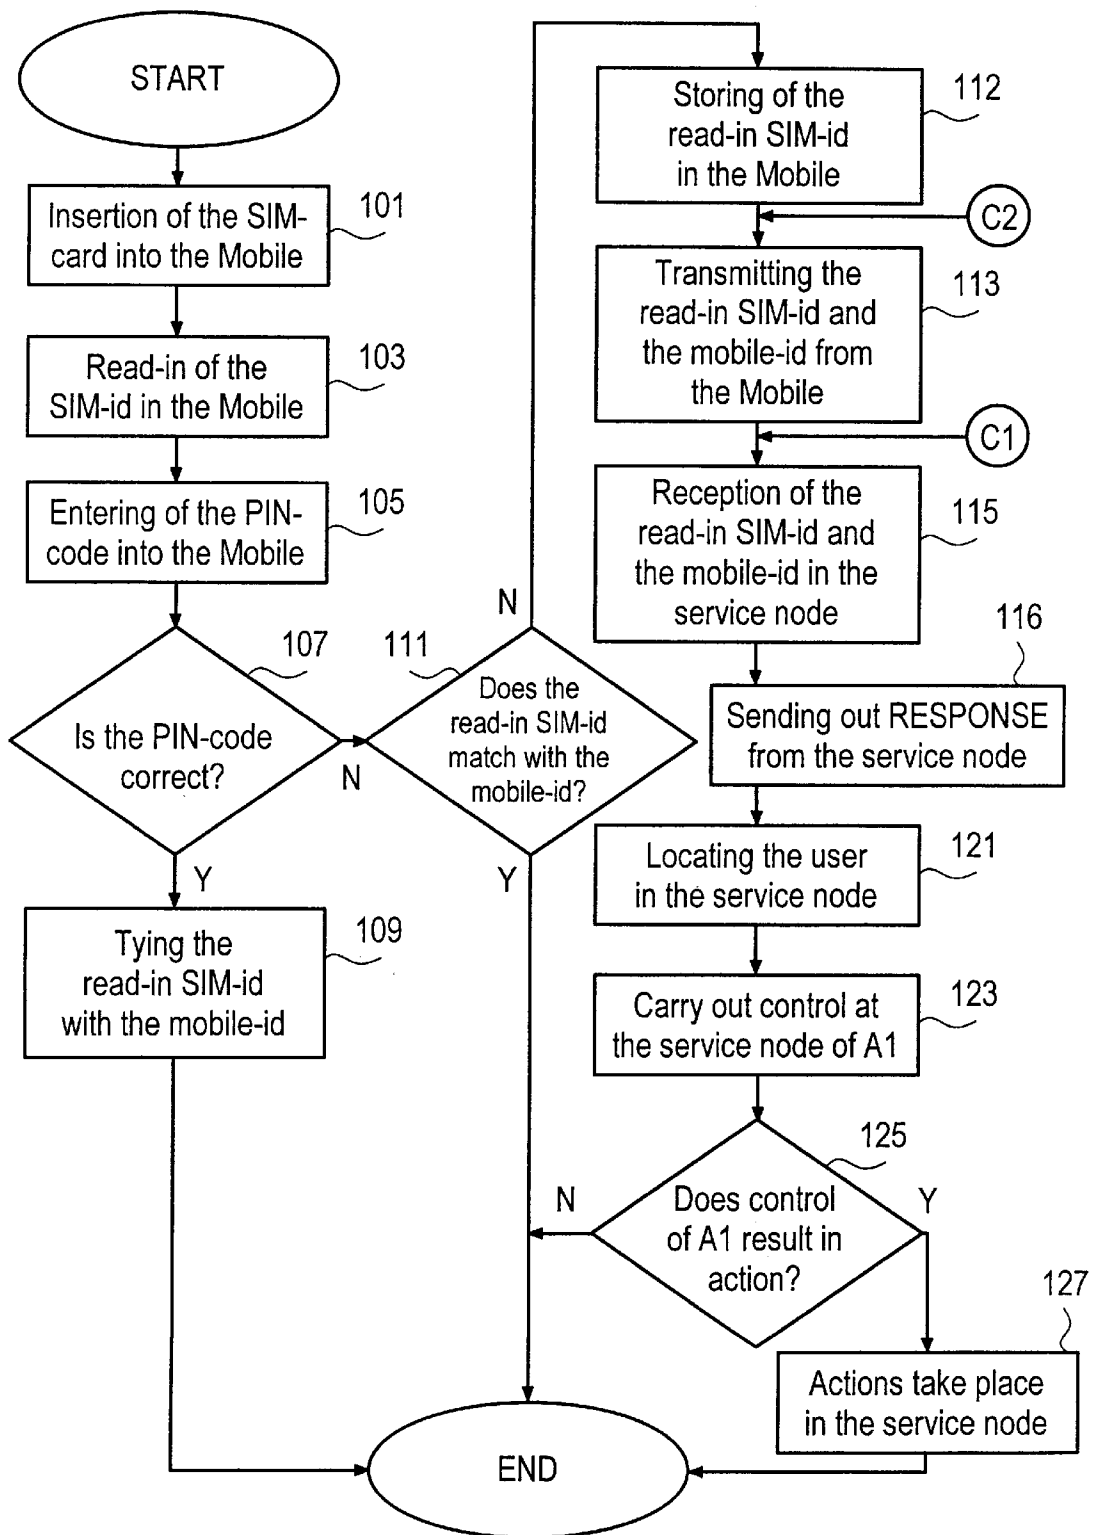 START
Insertion of the SIM-
card into the Mobile
101
Read-in of the
SIM-id in the Mobile
103
Entering of the PIN-
code into the Mobile
105
Is the PIN-code
correct?
107
N
Y
Tying the
read-in SIM-id
with the mobile-id
109
Does the
read-in SIM-id
match with the
mobile-id?
111
N
Y
Storing of the
read-in SIM-id
in the Mobile
112
C2
Transmitting the
read-in SIM-id and
the mobile-id from
the Mobile
113
C1
Reception of the
read-in SIM-id and
the mobile-id in the
service node
115
Sending out RESPONSE
from the service node
116
Locating the user
in the service node
121
Carry out control at
the service node of A1
123
Does control
of A1 result in
action?
125
N
Y
Actions take place
in the service node
127
END